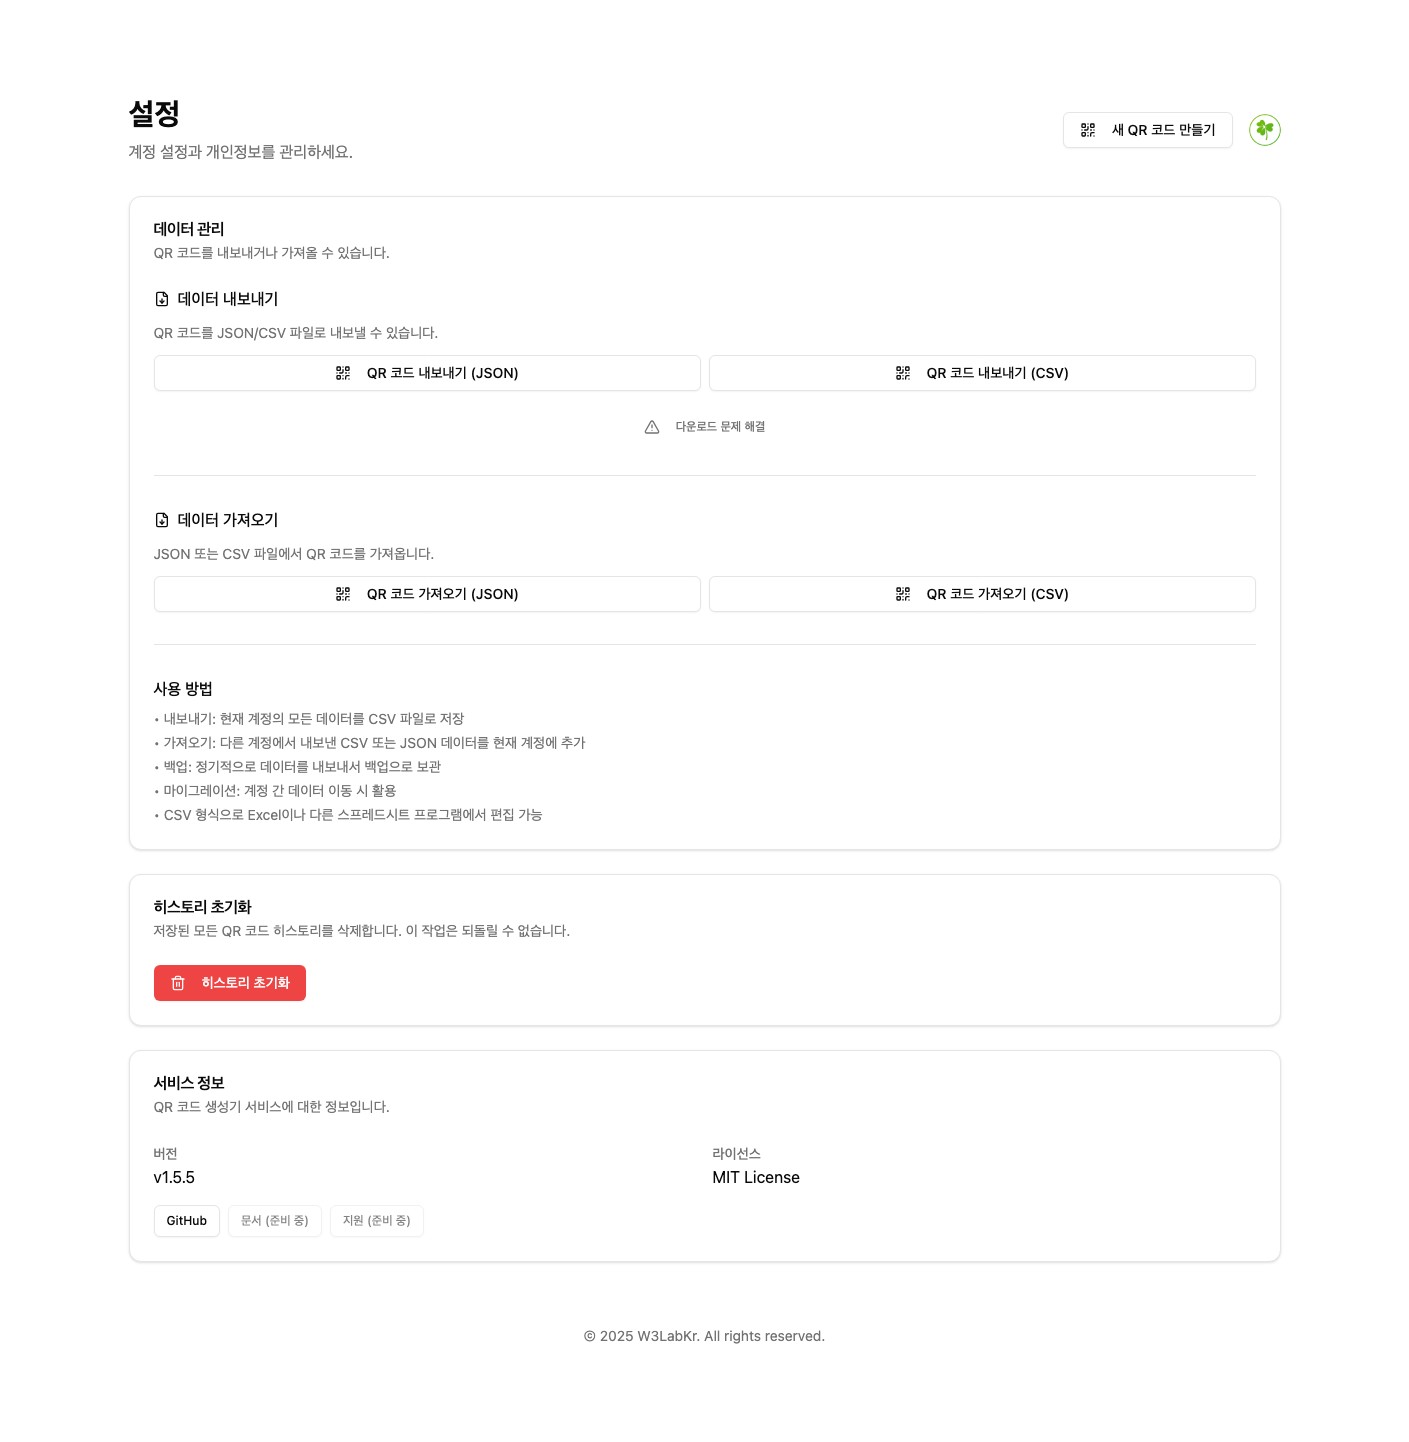 설정
계정 설정과 개인정보를 관리하세요.
새 QR 코드 만들기
데이터 관리
QR 코드를 내보내거나 가져올 수 있습니다.
데이터 내보내기
QR 코드를 JSON/CSV 파일로 내보낼 수 있습니다.
QR 코드 내보내기 (JSON)
QR 코드 내보내기 (CSV)
다운로드 문제 해결
데이터 가져오기
JSON 또는 CSV 파일에서 QR 코드를 가져옵니다.
QR 코드 가져오기 (JSON)
QR 코드 가져오기 (CSV)
사용 방법
• 내보내기: 현재 계정의 모든 데이터를 CSV 파일로 저장
• 가져오기: 다른 계정에서 내보낸 CSV 또는 JSON 데이터를 현재 계정에 추가
• 백업: 정기적으로 데이터를 내보내서 백업으로 보관
• 마이그레이션: 계정 간 데이터 이동 시 활용
• CSV 형식으로 Excel이나 다른 스프레드시트 프로그램에서 편집 가능
히스토리 초기화
저장된 모든 QR 코드 히스토리를 삭제합니다. 이 작업은 되돌릴 수 없습니다.
히스토리 초기화
서비스 정보
QR 코드 생성기 서비스에 대한 정보입니다.
버전
v1.5.5
라이선스
MIT License
GitHub
문서 (준비 중)
지원 (준비 중)
© 2025 W3LabKr. All rights reserved.